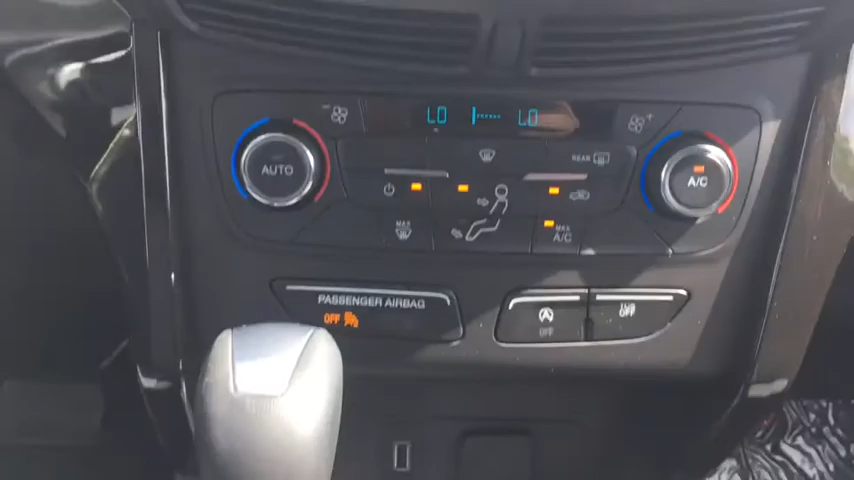 LO LO
AUTO
REAR
A/C
MAX
MAX
A/C
PASSENGER AIRBAG
OFF
OFF
OFF